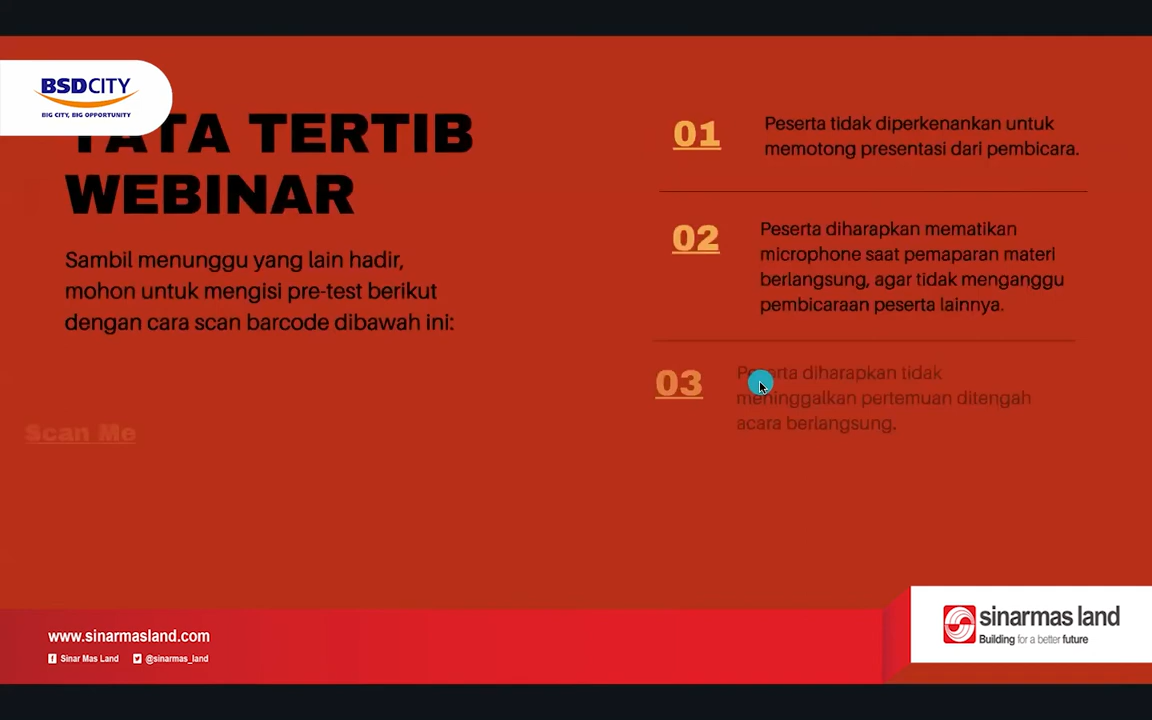 BSDCITY
BIG CITY, BIG OPPORTUNITY
TATA TERTIB
WEBINAR
Sambil menunggu yang lain hadir,
mohon untuk mengisi pre-test berikut
dengan cara scan barcode dibawah ini:
Scan Me
01
Peserta tidak diperkenankan untuk
memotong presentasi dari pembicara.
02
Peserta diharapkan mematikan
microphone saat pemaparan materi
berlangsung, agar tidak menganggu
pembicaraan peserta lainnya.
03
Peserta diharapkan tidak
meninggalkan pertemuan ditengah
acara berlangsung.
www.sinarmasland.com
Sinar Mas Land @sinarmas_land
sinarmas land
Building for a better future